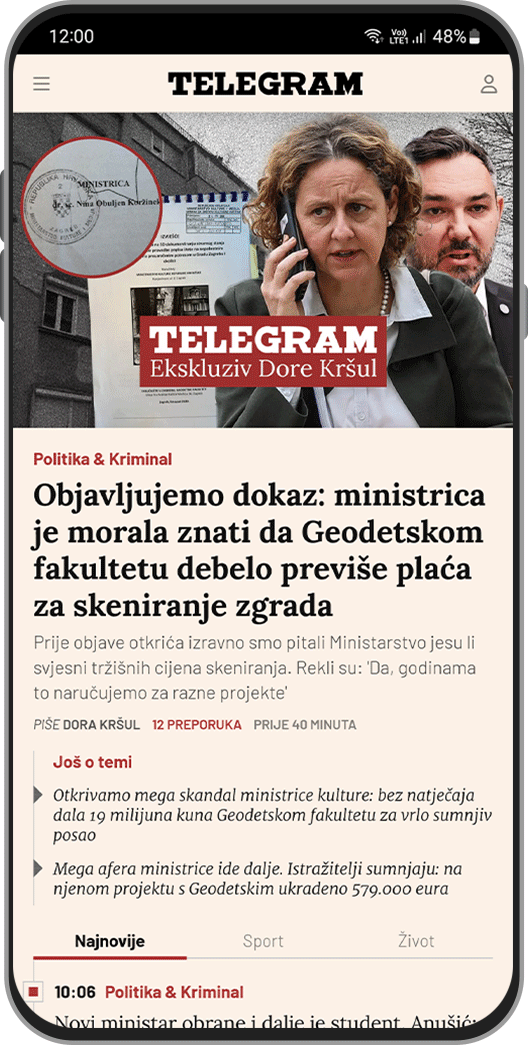 12:00
Vo))
LTE1
48%
TELEGRAM
REPUBLIKA HRVATSKA
MINISTRICA
dr. sc. Nina Obuljen Koržinek
ZAGREB
TELEGRAM
Ekskluziv Dore Kršul
Politika & Kriminal
Objavljujemo dokaz: ministrica
je morala znati da Geodetskom
fakultetu debelo previše plaća
za skeniranje zgrada
Prije objave otkrića izravno smo pitali Ministarstvo jesu li
svjesni tržišnih cijena skeniranja. Rekli su: 'Da, godinama
to naručujemo za razne projekte'
PIŠE DORA KRŠUL 12 PREPORUKA PRIJE 40 MINUTA
Još o temi
Otkrivamo mega skandal ministrice kulture: bez natječaja
dala 19 milijuna kuna Geodetskom fakultetu za vrlo sumnjiv
posao
Mega afera ministrice ide dalje. Istražitelji sumnjaju: na
njenom projektu s Geodetskim ukradeno 579.000 eura
Najnovije Sport Život
10:06 Politika & Kriminal
Novi ministar obrane i dalje je student. Anušić: